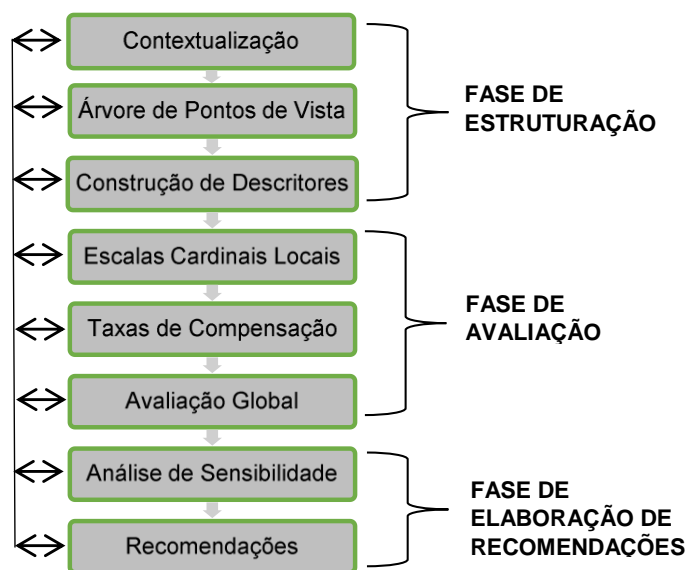 Contextualização
Árvore de Pontos de Vista
Construção de Descritores
FASE DE
ESTRUTURAÇÃO
Escalas Cardinais Locais
Taxas de Compensação
Avaliação Global
FASE DE
AVALIAÇÃO
Análise de Sensibilidade
Recomendações
FASE DE
ELABORAÇÃO DE
RECOMENDAÇÕES